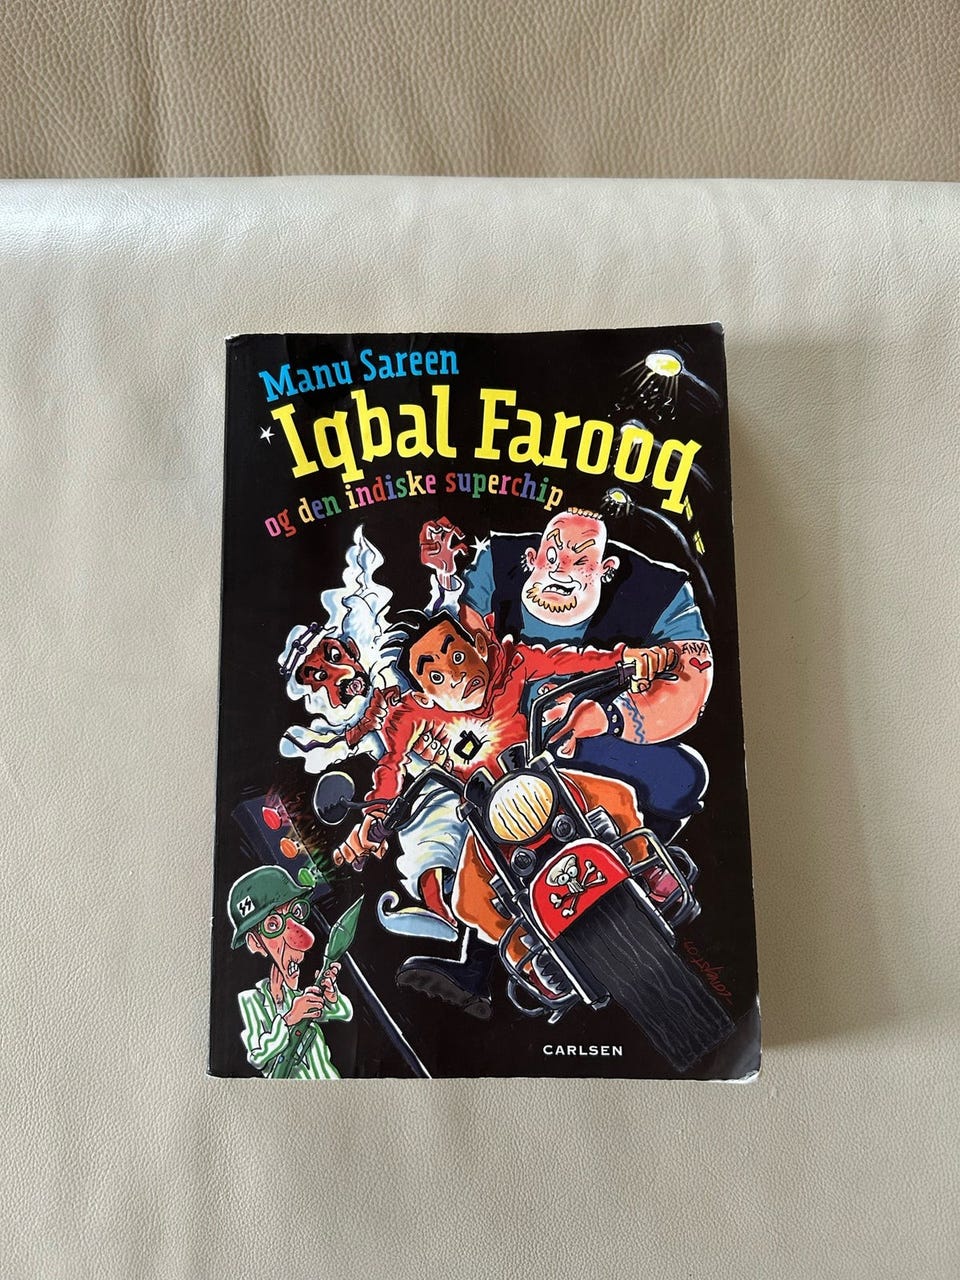 Manu Sareen
Iqbal Farooq
og den indiske superchip
ANYA
CARLSEN